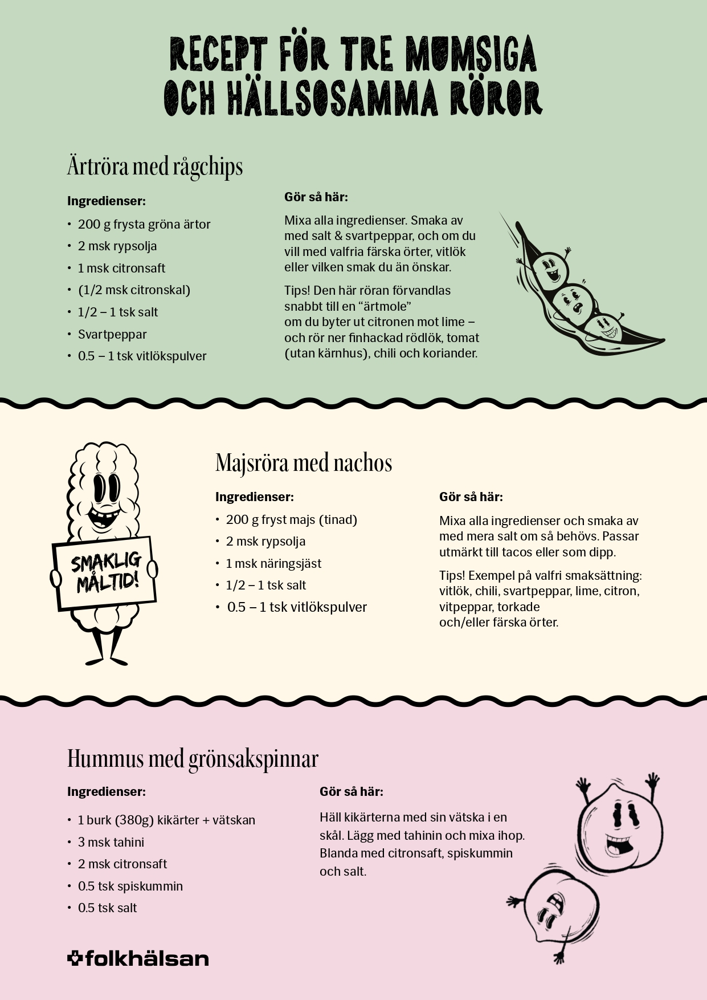 RECEPT FÖR TRE MUMSIGA
OCH HÄLLSOSAMMA RÖROR
Ärtröra med rågchips
Ingredienser:
• 200 g frysta gröna ärtor
• 2 msk rypsolja
• 1 msk citronsaft
• (1/2 msk citronskal)
• 1/2 – 1 tsk salt
• Svartpeppar
• 0.5 – 1 tsk vitlökspulver
Gör så här:
Mixa alla ingredienser. Smaka av
med salt & svartpeppar, och om du
vill med valfria färska örter, vitlök
eller vilken smak du än önskar.
Tips! Den här röran förvandlas
snabbt till en “ärtmole”
om du byter ut citronen mot lime –
och rör ner finhackad rödlök, tomat
(utan kärnhus), chili och koriander.
SMAKLIG
MÅLTID!
Majsröra med nachos
Ingredienser:
• 200 g fryst majs (tinad)
• 2 msk rypsolja
• 1 msk näringsjäst
• 1/2 – 1 tsk salt
• 0.5 – 1 tsk vitlökspulver
Gör så här:
Mixa alla ingredienser och smaka av
med mera salt om så behövs. Passar
utmärkt till tacos eller som dipp.
Tips! Exempel på valfri smaksättning:
vitlök, chili, svartpeppar, lime, citron,
vitpeppar, torkade
och/eller färska örter.
Hummus med grönsakspinnar
Ingredienser:
• 1 burk (380g) kikärter + vätskan
• 3 msk tahini
• 2 msk citronsaft
• 0.5 tsk spiskummin
• 0.5 tsk salt
Gör så här:
Häll kikärterna med sin vätska i en
skål. Lägg med tahinin och mixa ihop.
Blanda med citronsaft, spiskummin
och salt.
folkhälsan